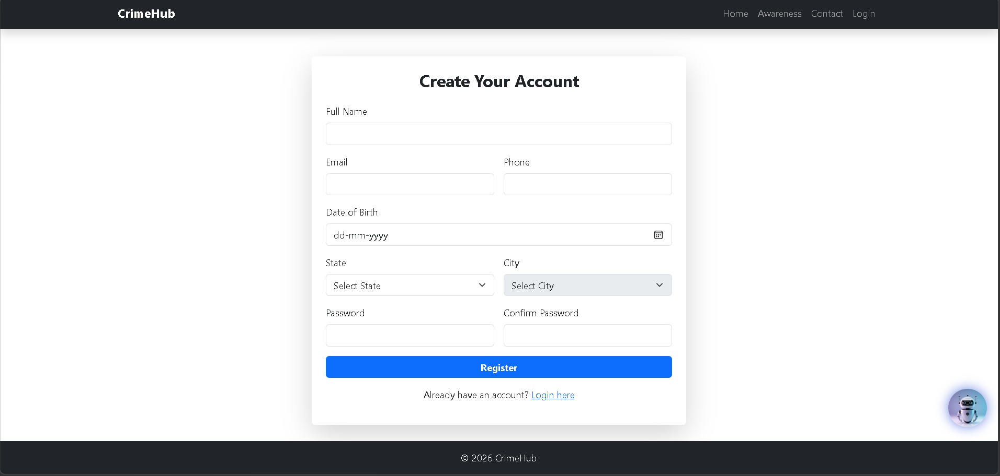 CrimeHub Home Awareness Contact Login
Create Your Account
Full Name
Email Phone
Date of Birth
dd-mm-yyyy
State City
Select State Select City
Password Confirm Password
Register
Already have an account? Login here
© 2026 CrimeHub